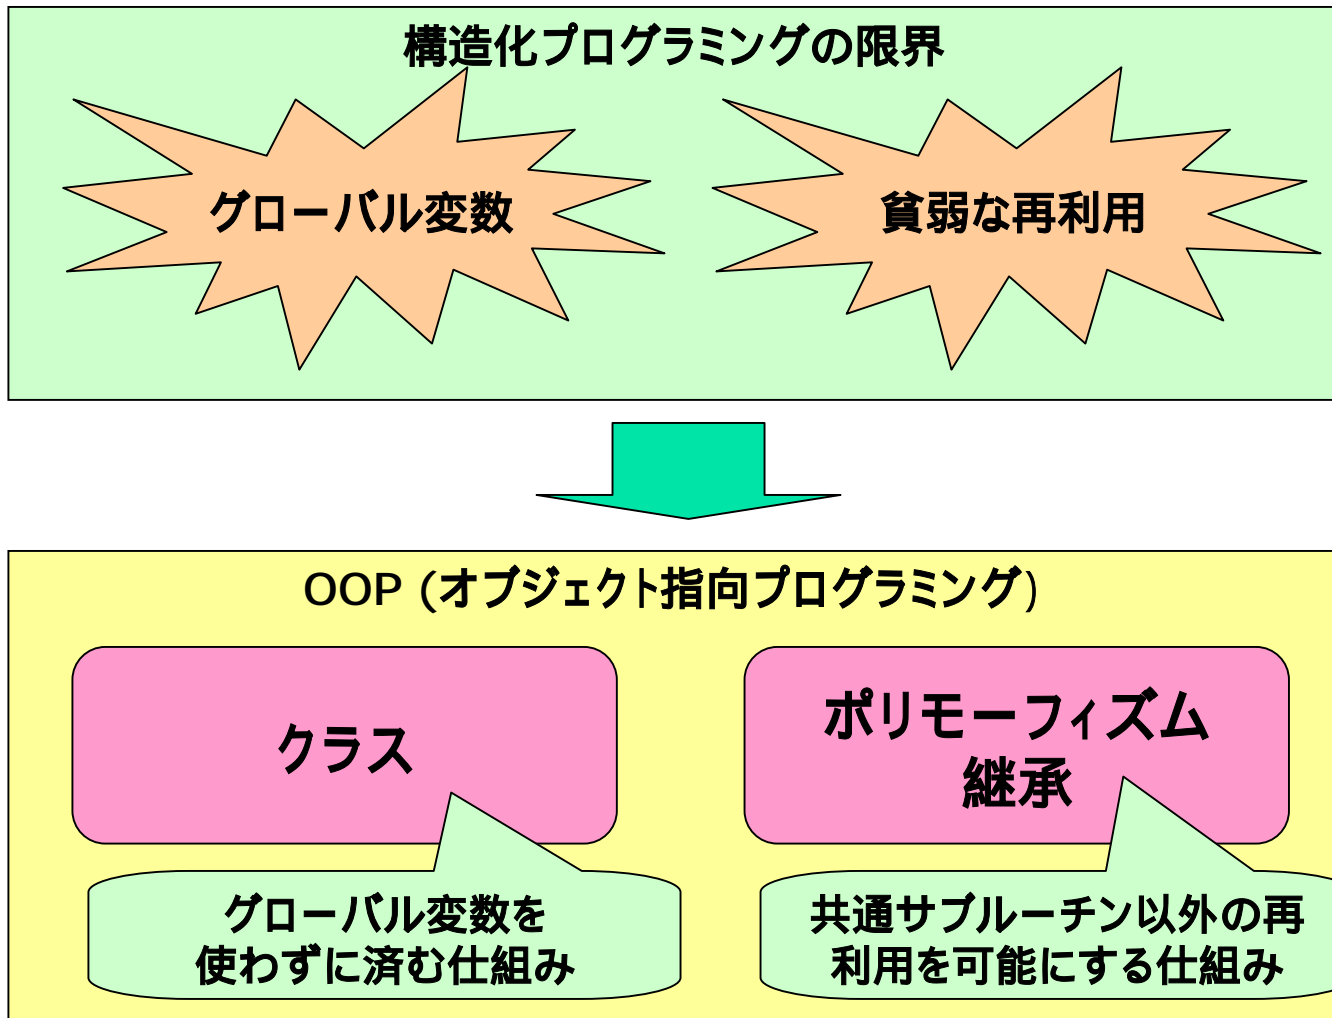 構造化プログラミングの限界
グローバル変数
貧弱な再利用
OOP (オブジェクト指向プログラミング)
クラス
ポリモーフィズム
継承
グローバル変数を
使わずに済む仕組み
共通サブルーチン以外の再
利用を可能にする仕組み